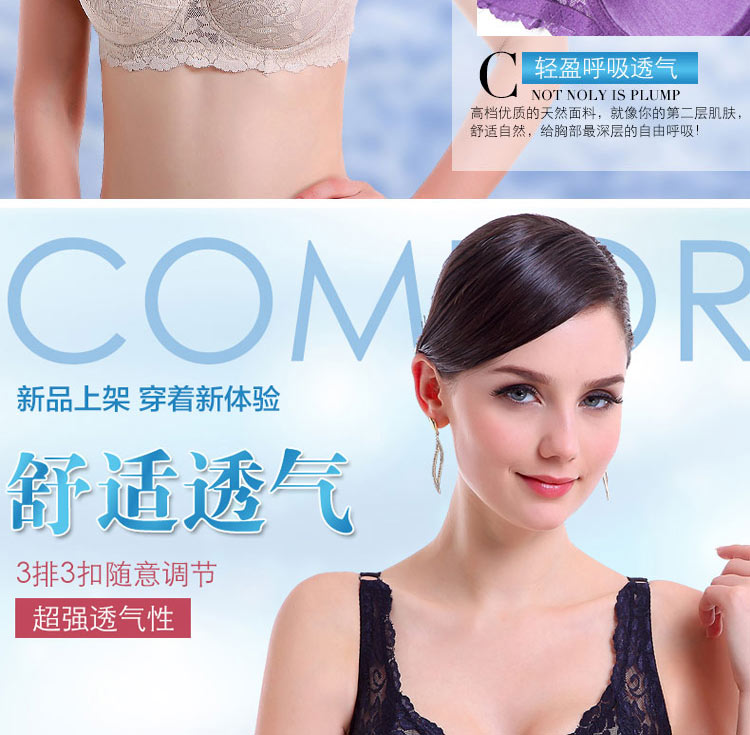 C 轻盈呼吸透气
NOT NOLY IS PLUMP
高档优质的天然面料，就像你的第二层肌肤，
舒适自然，给胸部最深层的自由呼吸！
新品上架 穿着新体验
舒适透气
3排3扣随意调节
超强透气性